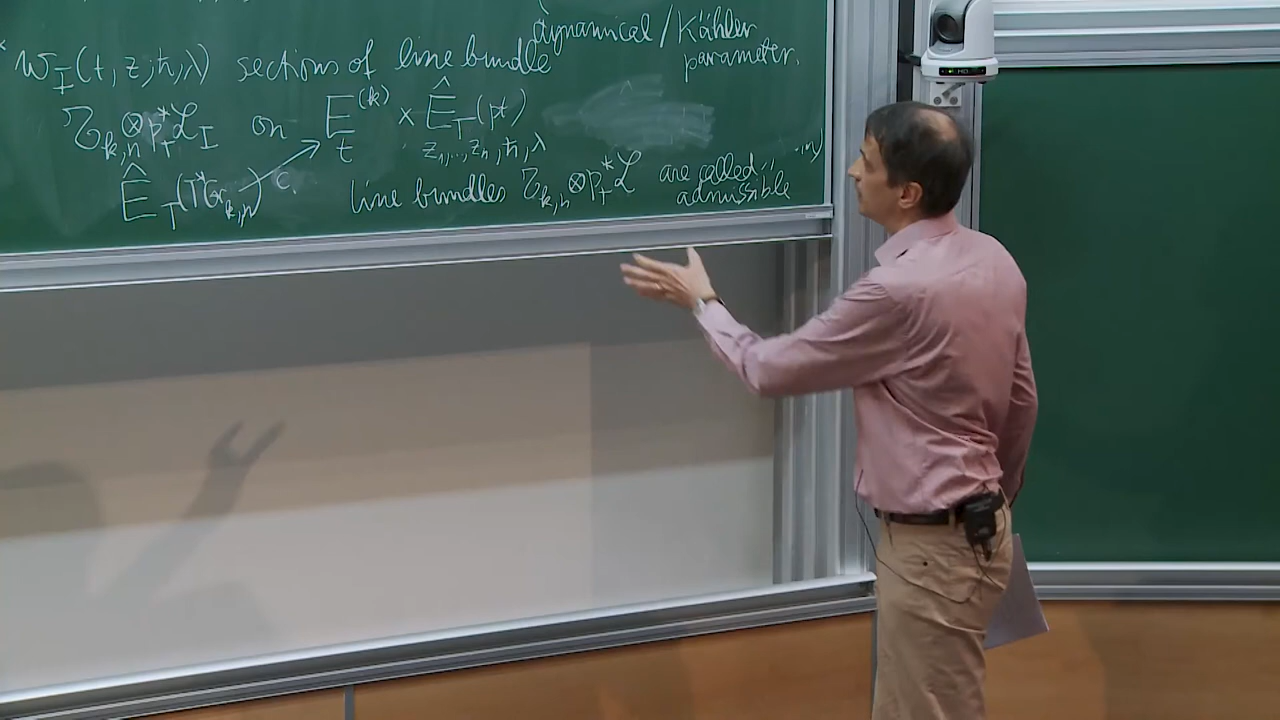 dynamical / Kähler
parameter.
* w_I(t, z; ħ, λ) sections of line bundle
𝒯_{k,n} ⊗ p_T^* ℒ_I on E^{(k)} × Ê_T(pt)
t z_1, ..., z_n, ħ, λ
Ê_T(T^*Gr_{k,n}) c. line bundles 𝒯_{k,n} ⊗ p_T^* ℒ are called
admissible